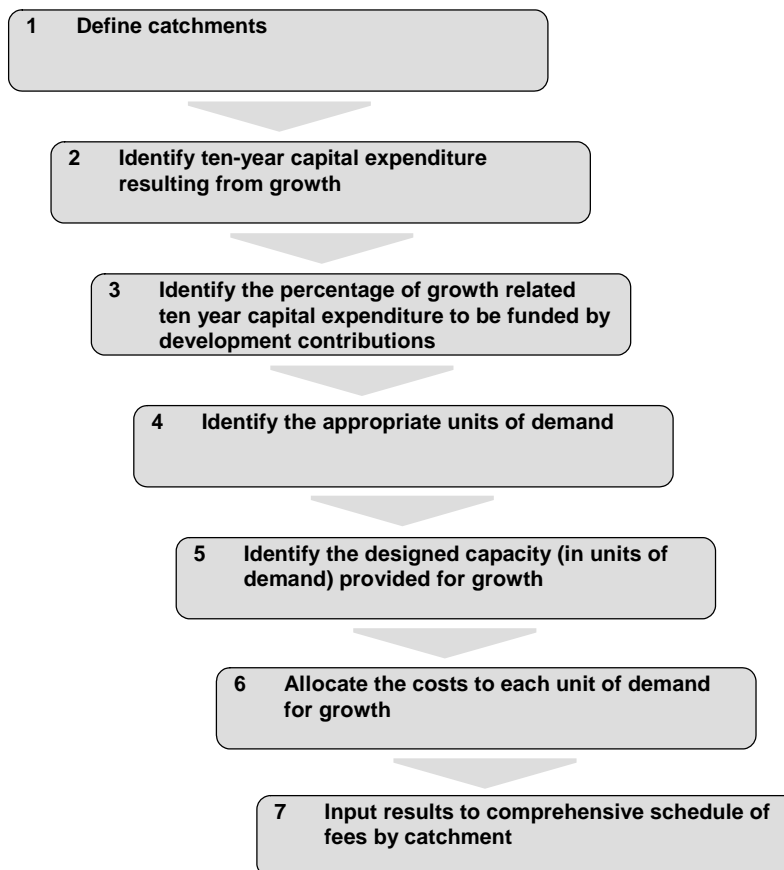 1 Define catchments
2 Identify ten-year capital expenditure
resulting from growth
3 Identify the percentage of growth related
ten year capital expenditure to be funded by
development contributions
4 Identify the appropriate units of demand
5 Identify the designed capacity (in units of
demand) provided for growth
6 Allocate the costs to each unit of demand
for growth
7 Input results to comprehensive schedule of
fees by catchment